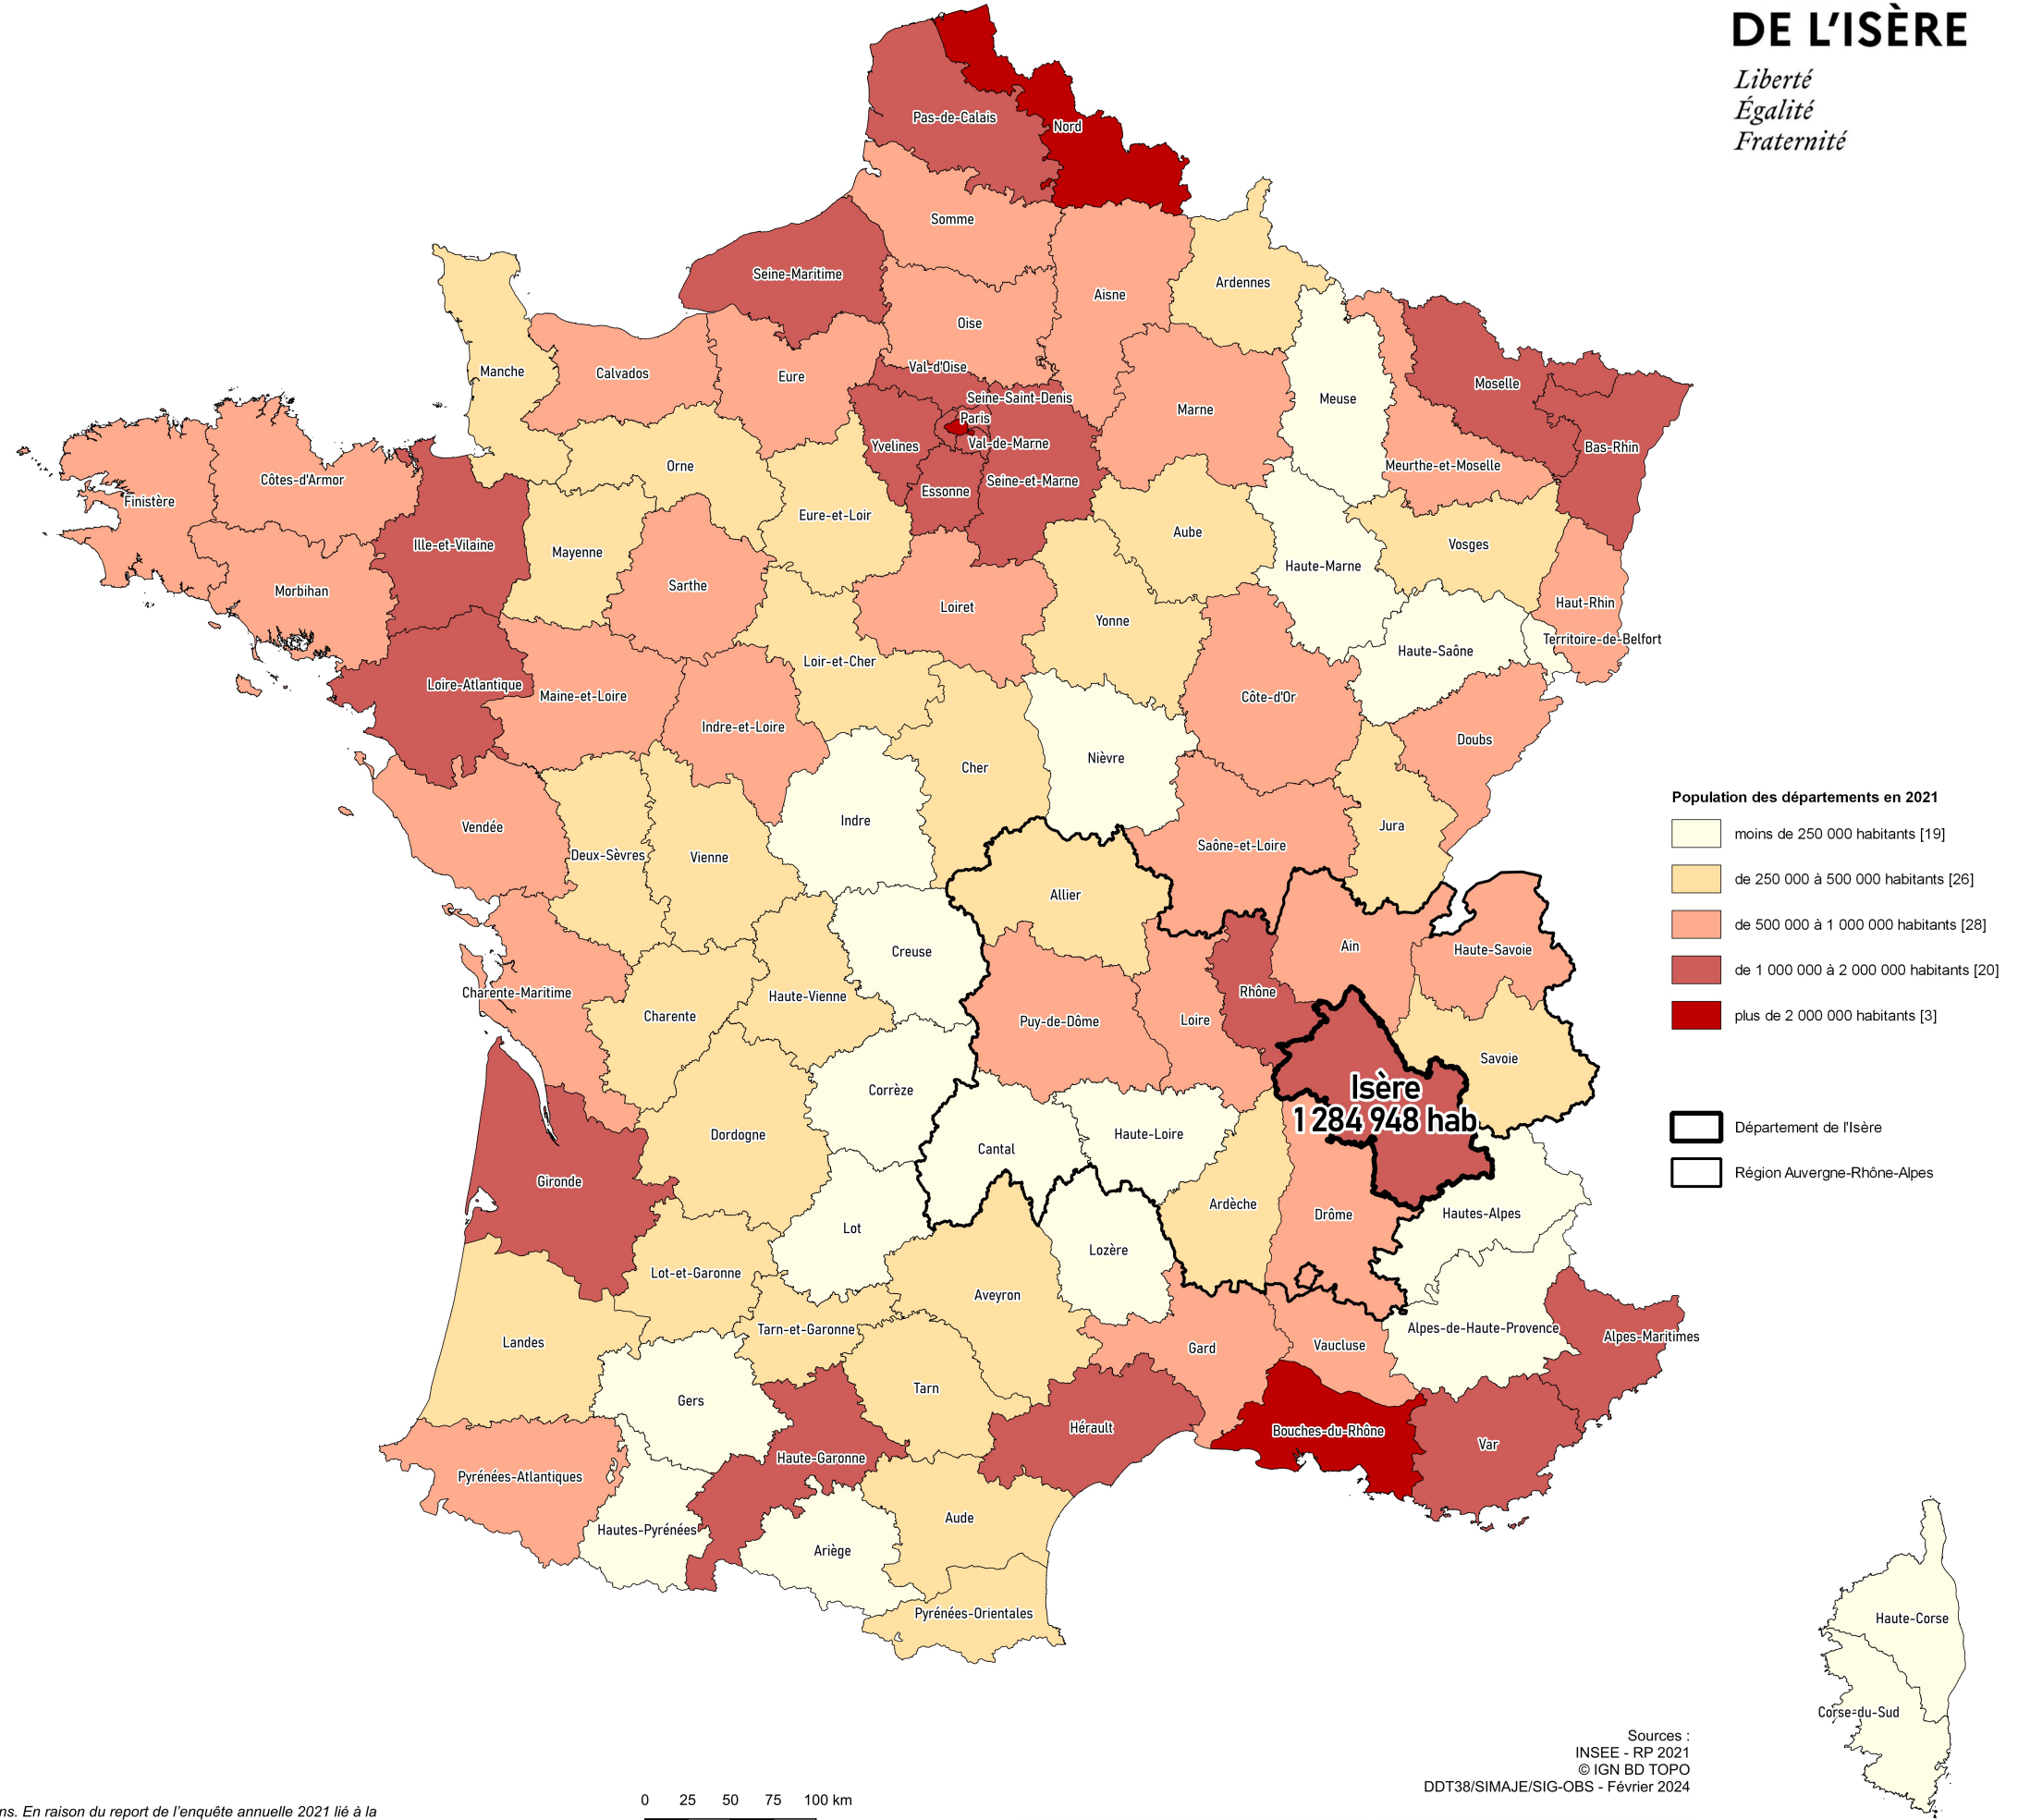 DE L'ISÈRE
Liberté
Égalité
Fraternité
Pas-de-Calais
Nord
Somme
Seine-Maritime
Ardennes
Aisne
Oise
Manche
Calvados
Eure
Val-d'Oise
Moselle
Seine-Saint-Denis
Meuse
Marne
Paris
Yvelines
Val-de-Marne
Bas-Rhin
Orne
Meurthe-et-Moselle
Côtes-d'Armor
Seine-et-Marne
Essonne
Finistère
Eure-et-Loir
Aube
Ille-et-Vilaine
Vosges
Mayenne
Haute-Marne
Sarthe
Morbihan
Haut-Rhin
Loiret
Yonne
Territoire-de-Belfort
Haute-Saône
Loir-et-Cher
Loire-Atlantique
Maine-et-Loire
Côte-d'Or
Indre-et-Loire
Doubs
Nièvre
Cher
Indre
Jura
Vendée
Saône-et-Loire
Deux-Sèvres
Vienne
Allier
Ain
Haute-Savoie
Creuse
Rhône
Charente-Maritime
Haute-Vienne
Charente
Puy-de-Dôme
Loire
Savoie
Isère
1 284 948 hab
Corrèze
Dordogne
Haute-Loire
Cantal
Gironde
Ardèche
Drôme
Hautes-Alpes
Lot
Lozère
Lot-et-Garonne
Aveyron
Tarn-et-Garonne
Alpes-de-Haute-Provence
Alpes-Maritimes
Landes
Vaucluse
Gard
Tarn
Gers
Hérault
Bouches-du-Rhône
Var
Haute-Garonne
Pyrénées-Atlantiques
Aude
Hautes-Pyrénées
Ariège
Pyrénées-Orientales
Haute-Corse
Corse-du-Sud
Population des départements en 2021
moins de 250 000 habitants [19]
de 250 000 à 500 000 habitants [26]
de 500 000 à 1 000 000 habitants [28]
de 1 000 000 à 2 000 000 habitants [20]
plus de 2 000 000 habitants [3]
Département de l'Isère
Région Auvergne-Rhône-Alpes
Sources :
INSEE - RP 2021
© IGN BD TOPO
DDT38/SIMAJE/SIG-OBS - Février 2024
0 25 50 75 100 km
ns. En raison du report de l'enquête annuelle 2021 lié à la